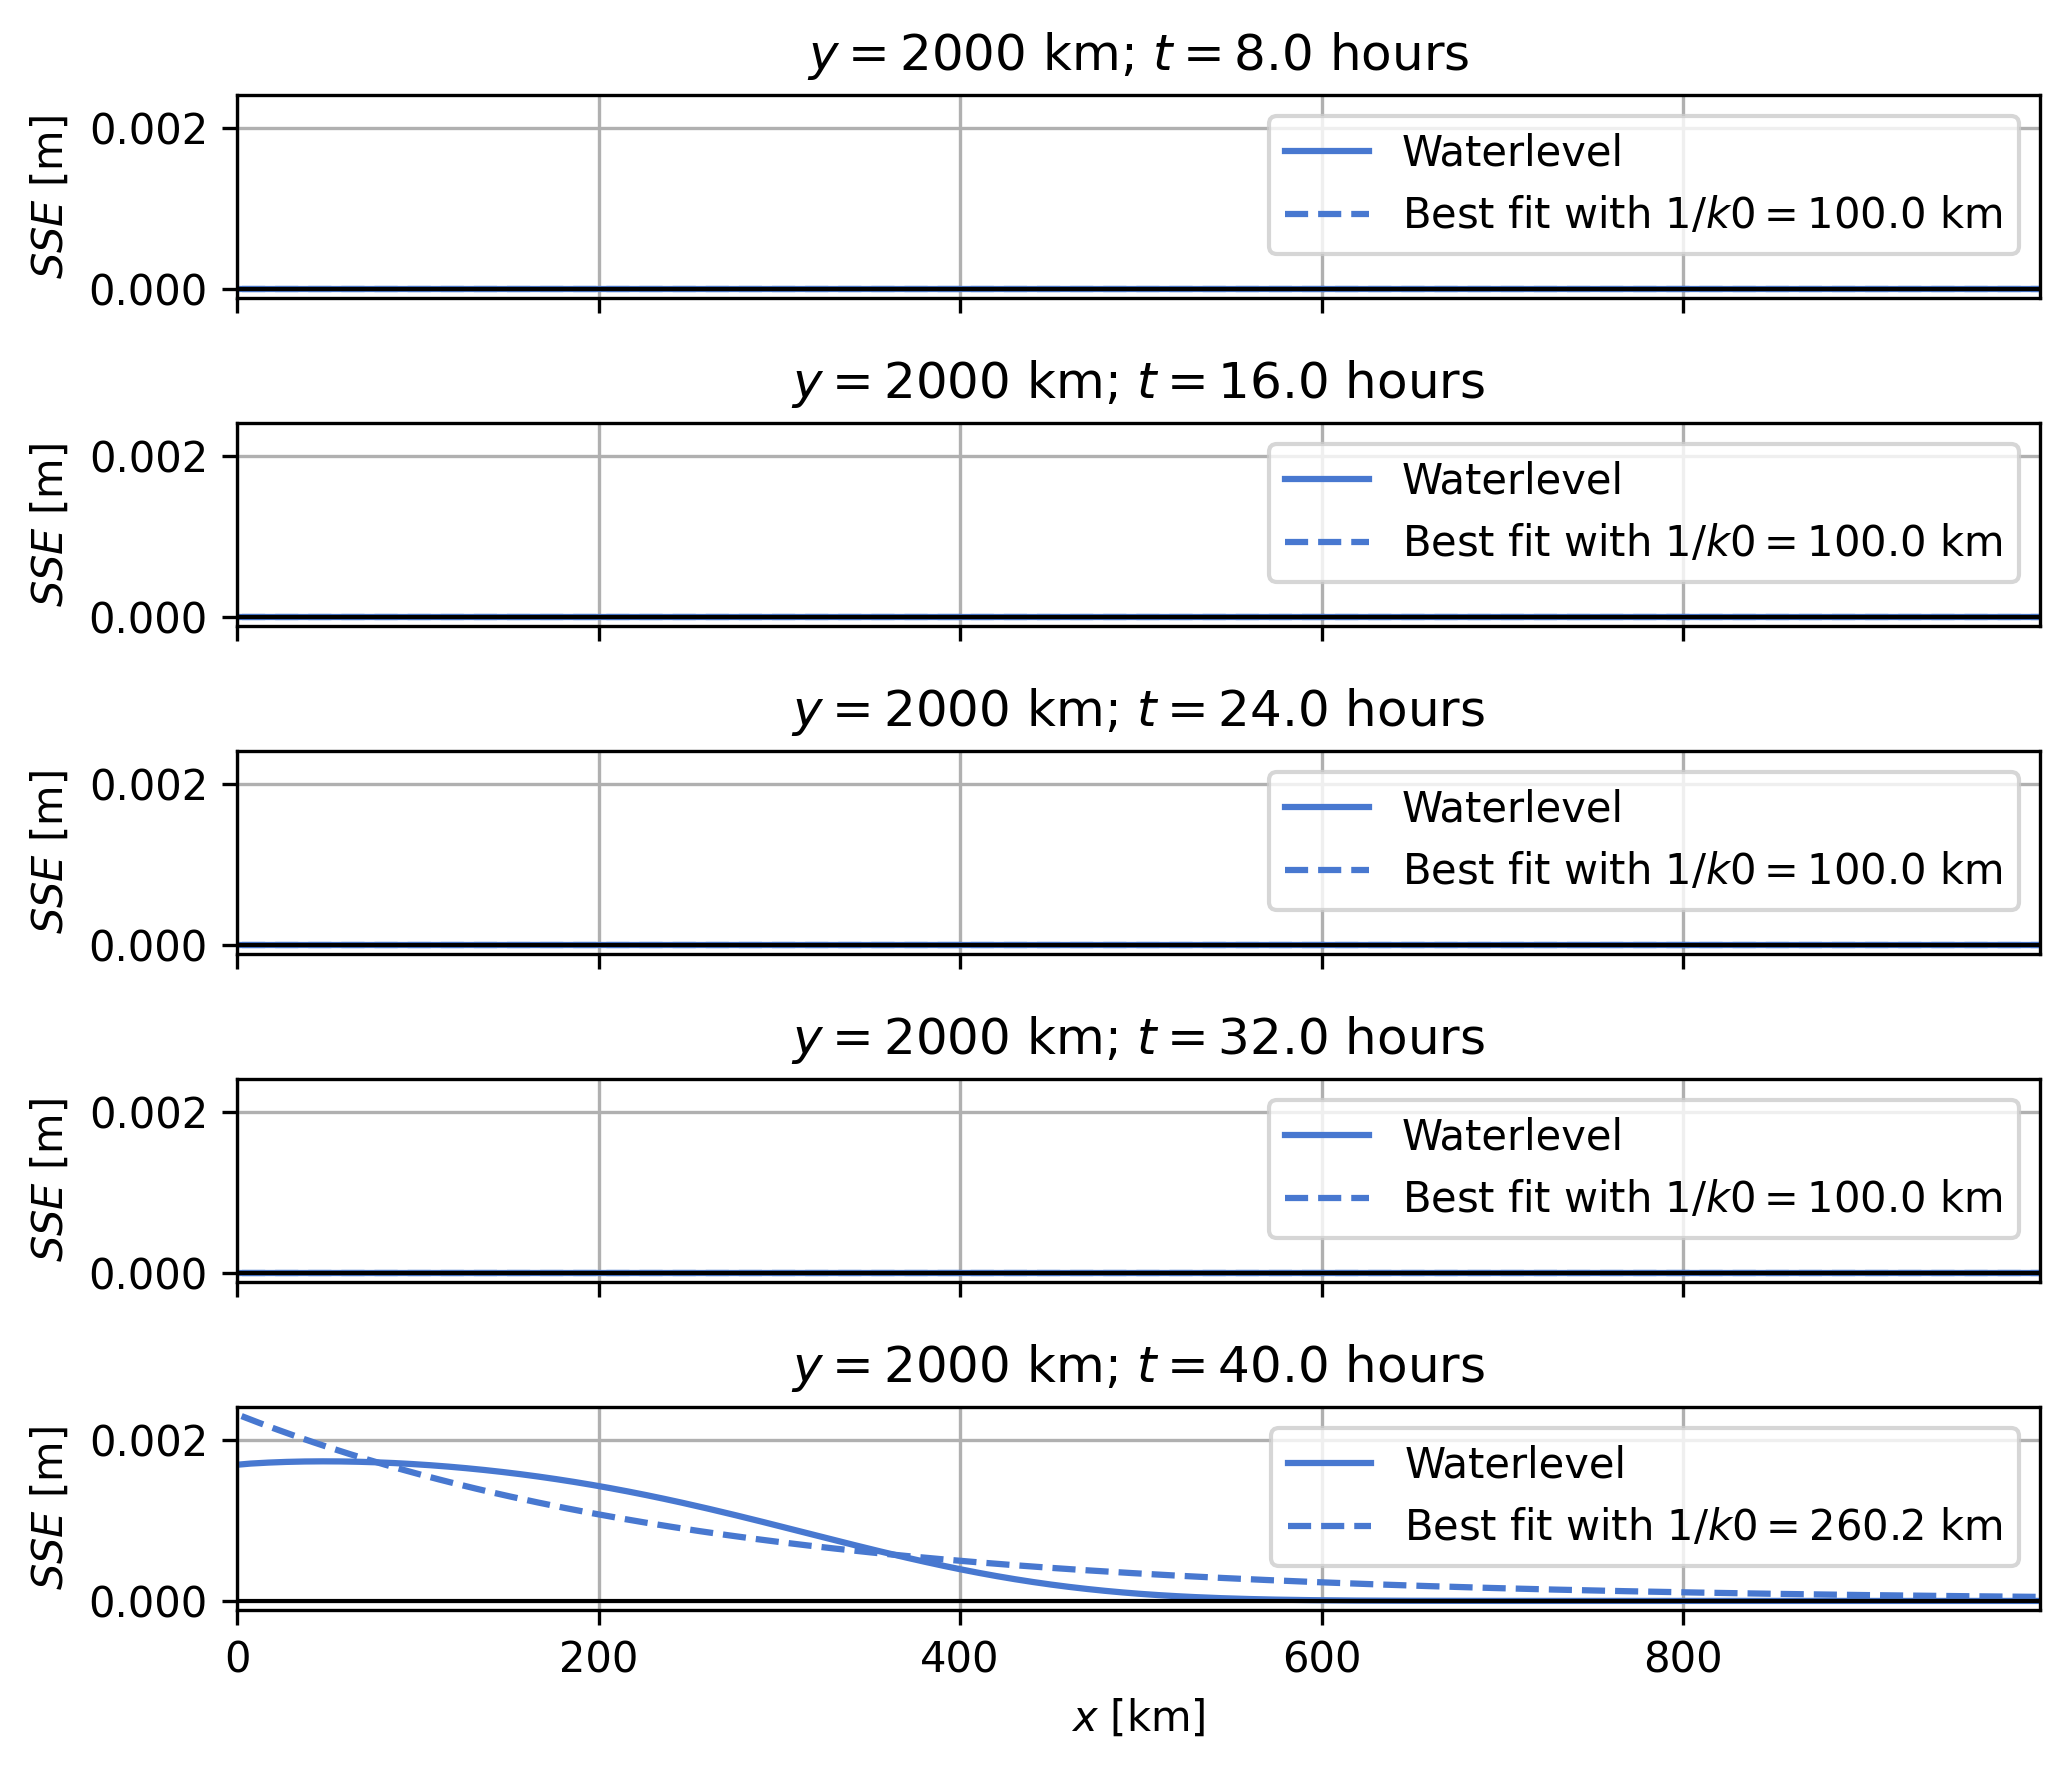 y = 2000 km; t = 8.0 hours
SSE [m]
0.002
0.000
Waterlevel
Best fit with 1/k0 = 100.0 km
y = 2000 km; t = 16.0 hours
SSE [m]
0.002
0.000
Waterlevel
Best fit with 1/k0 = 100.0 km
y = 2000 km; t = 24.0 hours
SSE [m]
0.002
0.000
Waterlevel
Best fit with 1/k0 = 100.0 km
y = 2000 km; t = 32.0 hours
SSE [m]
0.002
0.000
Waterlevel
Best fit with 1/k0 = 100.0 km
y = 2000 km; t = 40.0 hours
SSE [m]
0.002
0.000
Waterlevel
Best fit with 1/k0 = 260.2 km
0 200 400 600 800
x [km]